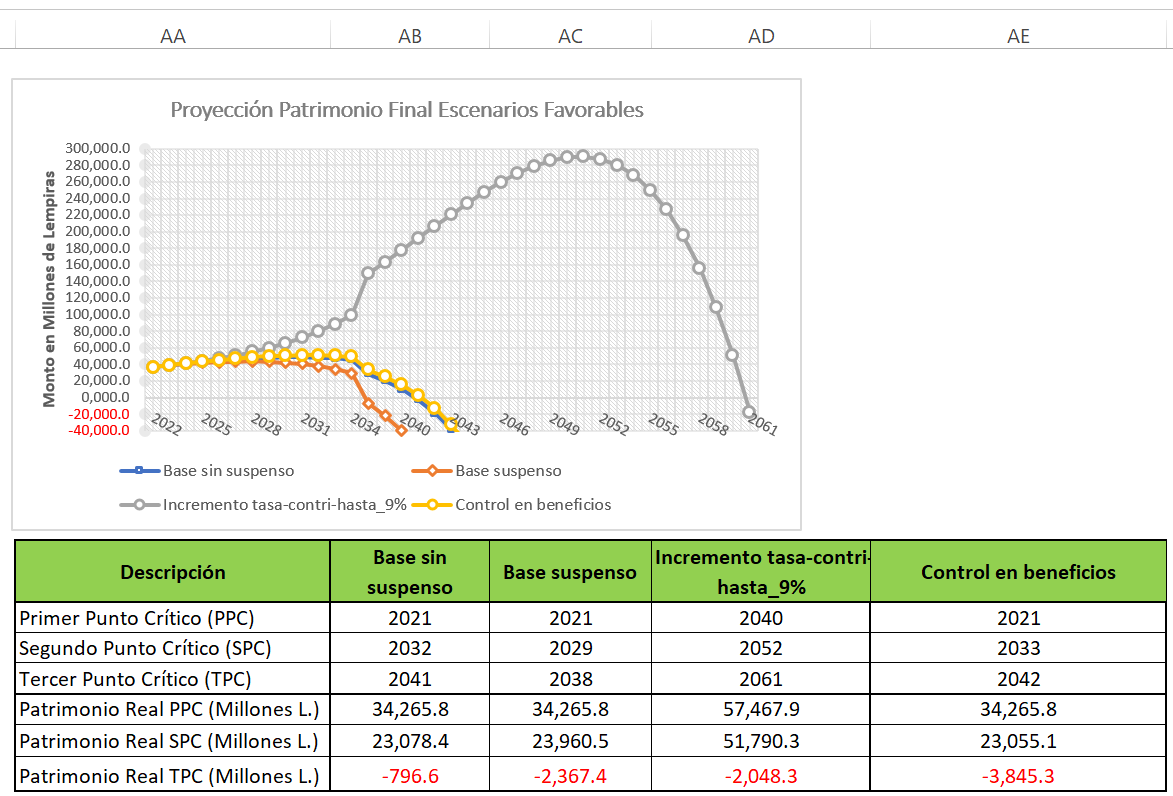 AA AB AC AD AE
Proyección Patrimonio Final Escenarios Favorables
Monto en Millones de Lempiras
300,000.0
280,000.0
260,000.0
240,000.0
220,000.0
200,000.0
180,000.0
160,000.0
140,000.0
120,000.0
100,000.0
80,000.0
60,000.0
40,000.0
20,000.0
0,000.0
-20,000.0
-40,000.0
2022 2025 2028 2031 2034 2040 2043 2046 2049 2052 2055 2058 2061
Base sin suspenso Base suspenso
Incremento tasa-contri-hasta_9% Control en beneficios
Descripción Base sin suspenso Base suspenso Incremento tasa-contri-hasta_9% Control en beneficios
Primer Punto Crítico (PPC) 2021 2021 2040 2021
Segundo Punto Crítico (SPC) 2032 2029 2052 2033
Tercer Punto Crítico (TPC) 2041 2038 2061 2042
Patrimonio Real PPC (Millones L.) 34,265.8 34,265.8 57,467.9 34,265.8
Patrimonio Real SPC (Millones L.) 23,078.4 23,960.5 51,790.3 23,055.1
Patrimonio Real TPC (Millones L.) -796.6 -2,367.4 -2,048.3 -3,845.3